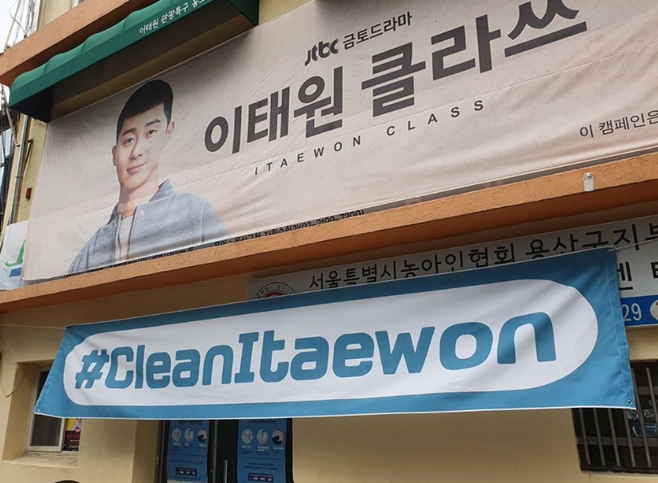 이태원 관광특구
jtbc 금토드라마
이태원 클라쓰
ITAEWON CLASS
이 캠페인은
서울특별시농아인협회 용산구지부
#CleanItaewon
29